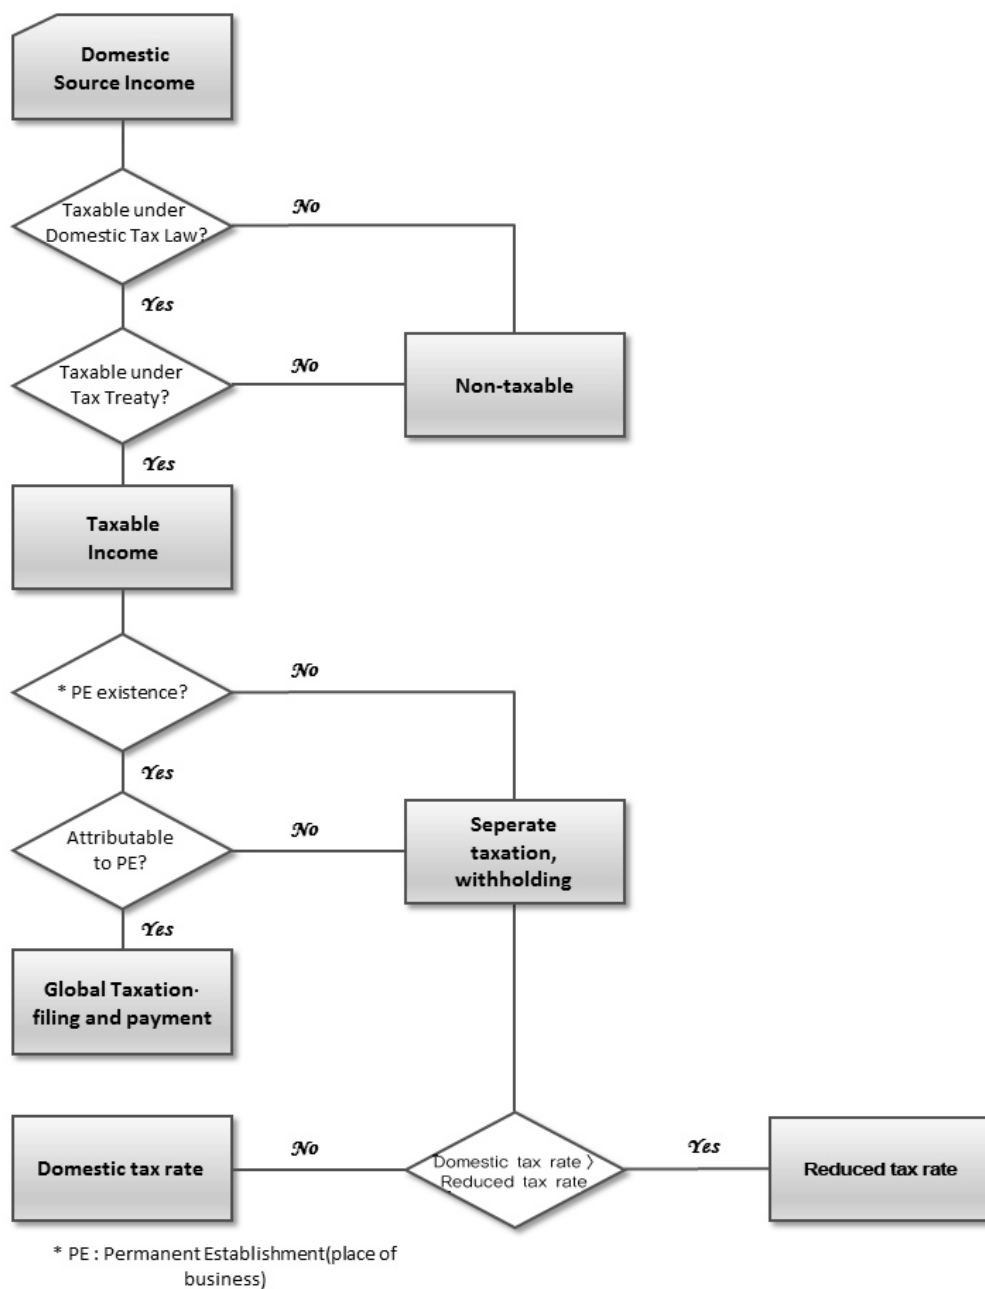 Domestic
Source Income
Taxable under
Domestic Tax Law?
No
Yes
Taxable under
Tax Treaty?
No
Non-taxable
Yes
Taxable
Income
* PE existence?
No
Yes
Attributable
to PE?
No
Seperate
taxation,
withholding
Yes
Global Taxation·
filing and payment
Domestic tax rate
No
Domestic tax rate 〉
Reduced tax rate
Yes
Reduced tax rate
* PE : Permanent Establishment(place of
business)